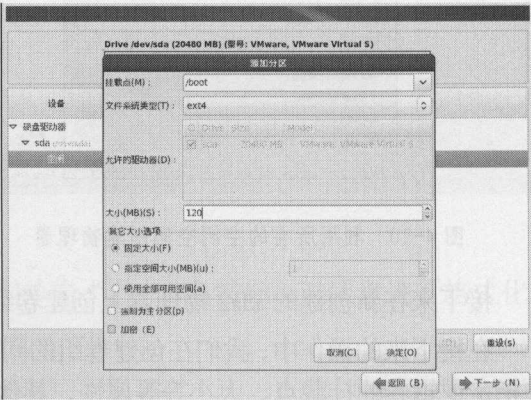 Drive /dev/sda (20480 MB) (型号: VMware, VMware Virtual S)
添加分区
挂载点(M)： /boot
文件系统类型(T)： ext4
设备
Drive Size Model
硬盘驱动器
sda 20480 MB VMware, VMware Virtual S
sda (/dev/sda)
允许的驱动器(D)：
空闲
大小(MB)(S)： 120
其它大小选项
固定大小(F)
指定空间大小(MB)(u)： 1
使用全部可用空间(a)
强制为主分区(p)
加密（E）
取消(C) 确定(O) 重设(s)
返回（B） 下一步（N）